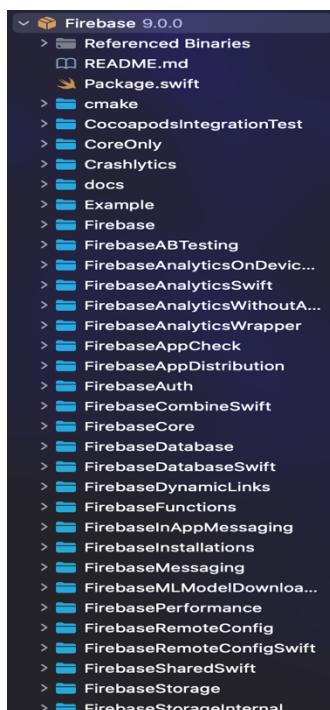 Firebase 9.0.0
Referenced Binaries
README.md
Package.swift
cmake
CocoapodsIntegrationTest
CoreOnly
Crashlytics
docs
Example
Firebase
FirebaseABTesting
FirebaseAnalyticsOnDevic...
FirebaseAnalyticsSwift
FirebaseAnalyticsWithoutA...
FirebaseAnalyticsWrapper
FirebaseAppCheck
FirebaseAppDistribution
FirebaseAuth
FirebaseCombineSwift
FirebaseCore
FirebaseDatabase
FirebaseDatabaseSwift
FirebaseDynamicLinks
FirebaseFunctions
FirebaseInAppMessaging
FirebaseInstallations
FirebaseMessaging
FirebaseMLModelDownloa...
FirebasePerformance
FirebaseRemoteConfig
FirebaseRemoteConfigSwift
FirebaseSharedSwift
FirebaseStorage
FirebaseStorageInternal